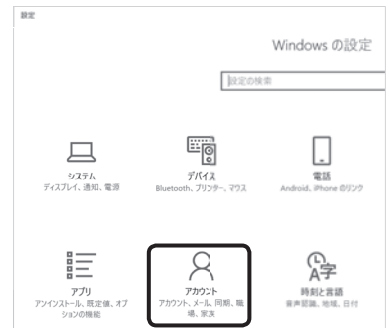 設定
Windows の設定
設定の検索
システム
ディスプレイ、通知、電源
デバイス
Bluetooth、プリンター、マウス
電話
Android、iPhone のリンク
アプリ
アンインストール、既定値、オプ
ションの機能
アカウント
アカウント、メール、同期、職
場、家族
時刻と言語
音声認識、地域、日付